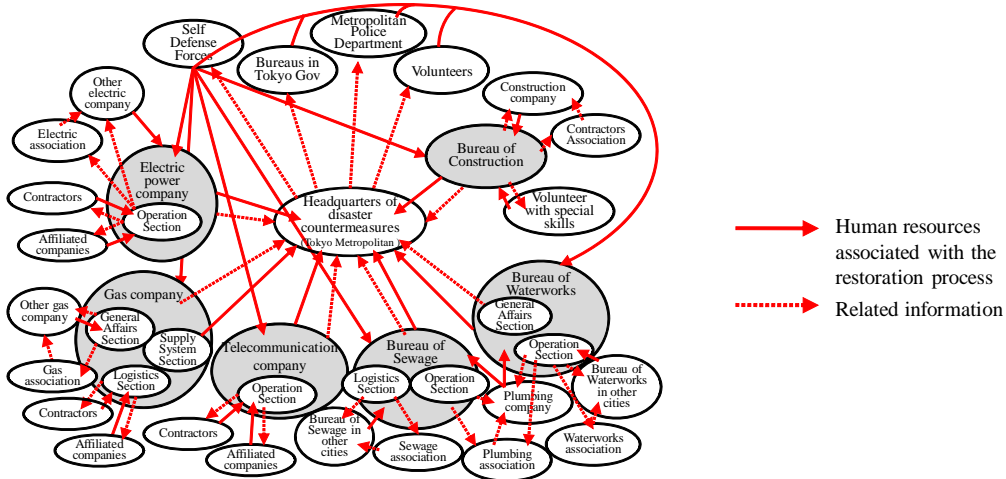 Self
Defense
Forces
Bureaus in
Tokyo Gov
Metropolitan
Police
Department
Volunteers
Other
electric
company
Electric
association
Electric
power
company
Contractors
Operation
Section
Affiliated
companies
Construction
company
Contractors
Association
Bureau of
Construction
Volunteer
with special
skills
Headquarters of
disaster
countermeasures
(Tokyo Metropolitan )
Human resources
associated with the
restoration process
Related information
Gas company
Other gas
company
General
Affairs
Section
Supply
System
Section
Gas
association
Logistics
Section
Contractors
Affiliated
companies
Telecommunication
company
Operation
Section
Contractors
Affiliated
companies
Bureau of
Sewage
Logistics
Section
Operation
Section
Bureau of
Sewage in
other
cities
Sewage
association
Bureau of
Waterworks
General
Affairs
Section
Operation
Section
Plumbing
company
Bureau of
Waterworks
in other
cities
Plumbing
association
Waterworks
association